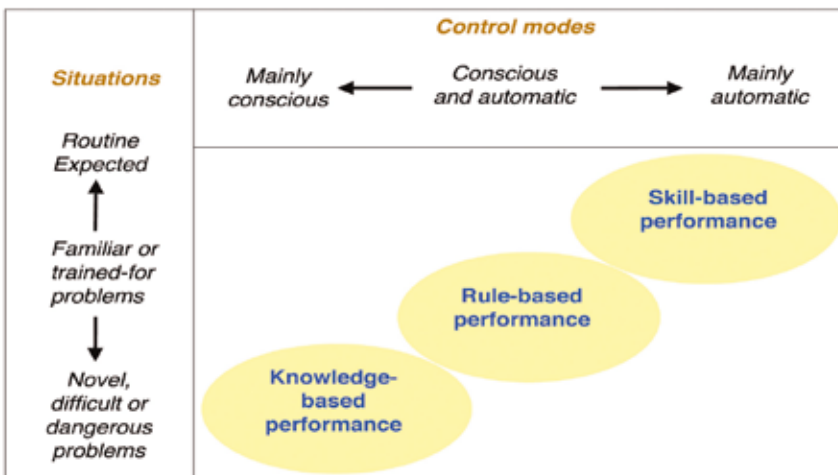 Control modes
Situations
Mainly
conscious
Conscious
and automatic
Mainly
automatic
Routine
Expected
Familiar or
trained-for
problems
Novel,
difficult or
dangerous
problems
Skill-based
performance
Rule-based
performance
Knowledge-
based
performance